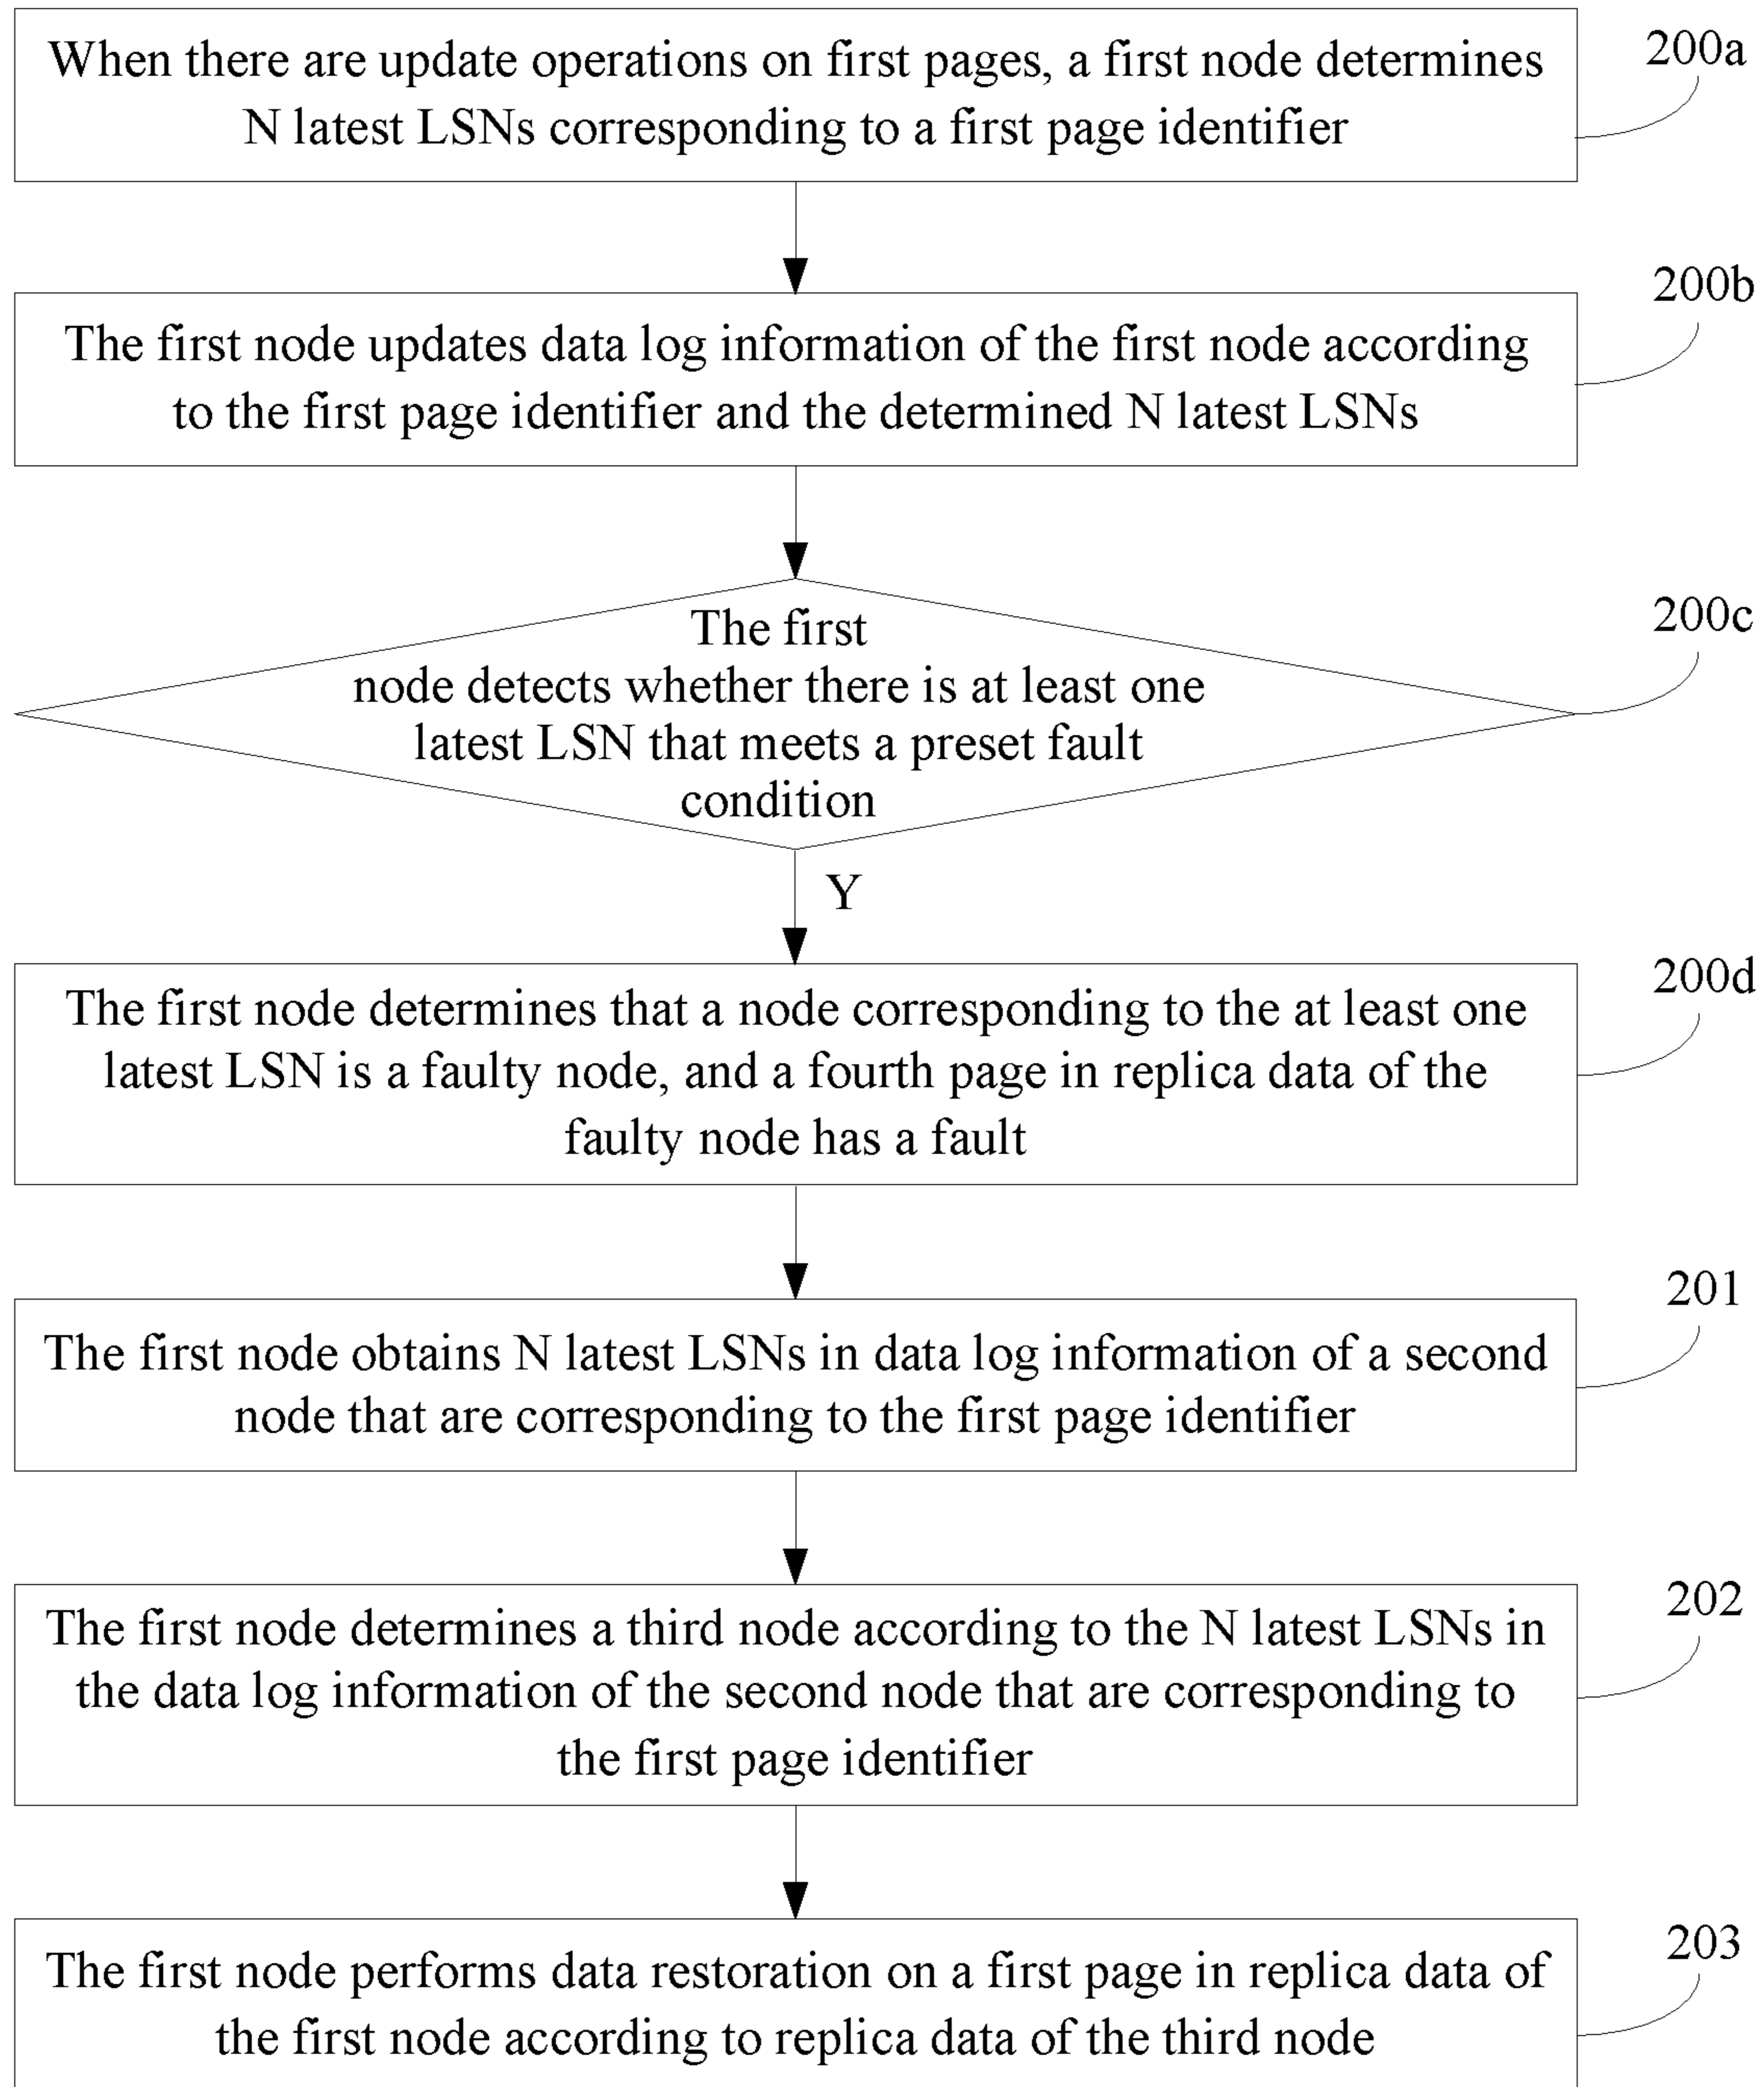 When there are update operations on first pages, a first node determines
N latest LSNs corresponding to a first page identifier
200a
The first node updates data log information of the first node according
to the first page identifier and the determined N latest LSNs
200b
The first
node detects whether there is at least one
latest LSN that meets a preset fault
condition
200c
Y
The first node determines that a node corresponding to the at least one
latest LSN is a faulty node, and a fourth page in replica data of the
faulty node has a fault
200d
The first node obtains N latest LSNs in data log information of a second
node that are corresponding to the first page identifier
201
The first node determines a third node according to the N latest LSNs in
the data log information of the second node that are corresponding to
the first page identifier
202
The first node performs data restoration on a first page in replica data of
the first node according to replica data of the third node
203